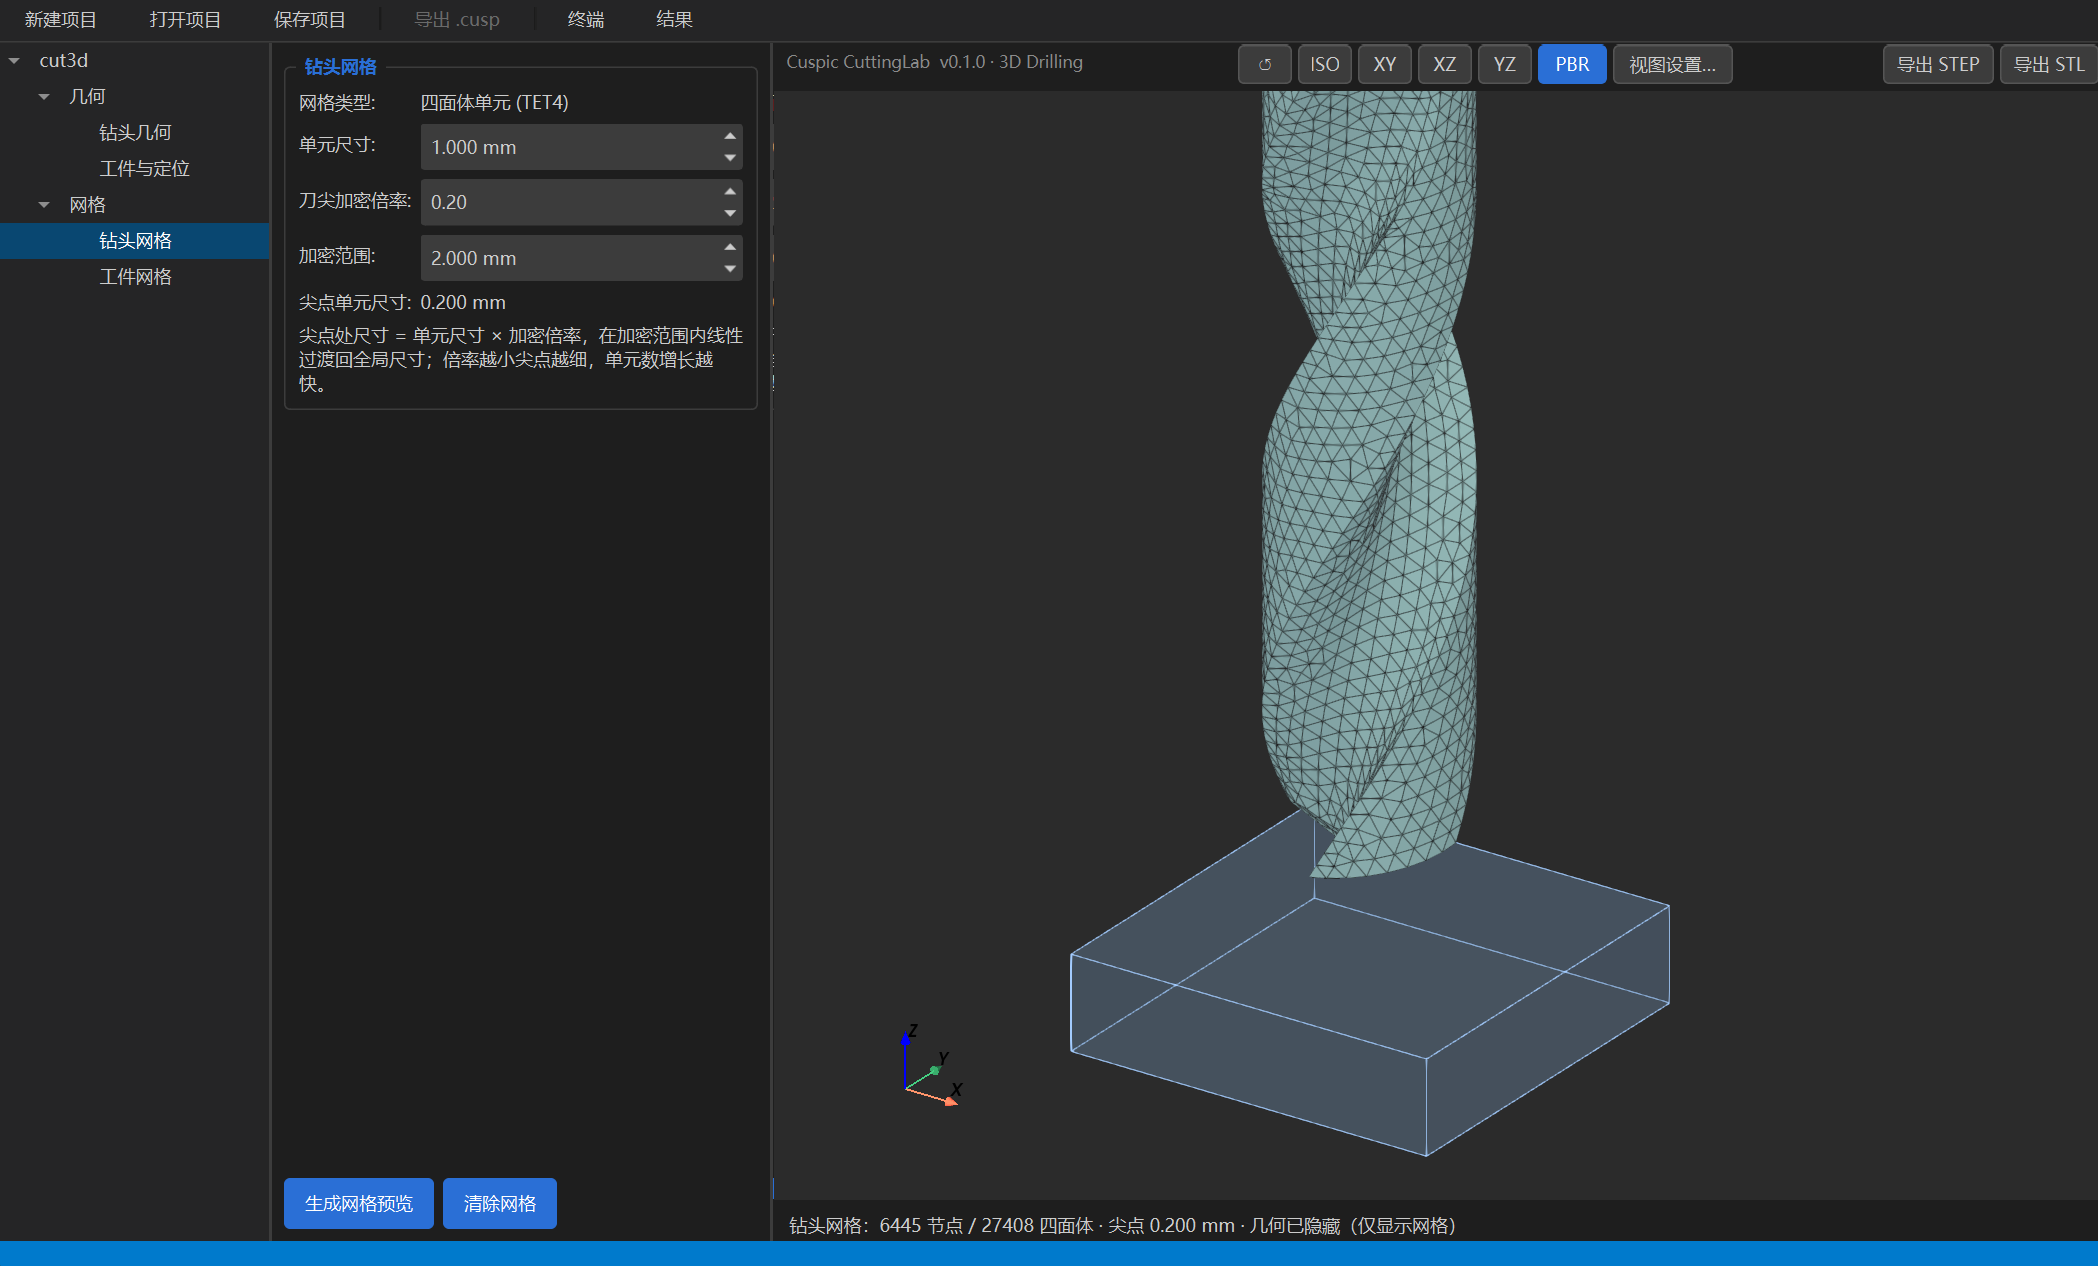 新建项目 打开项目 保存项目 导出 .cusp 终端 结果
cut3d
几何
钻头几何
工件与定位
网格
钻头网格
工件网格
钻头网格
网格类型: 四面体单元 (TET4)
单元尺寸: 1.000 mm
刀尖加密倍率: 0.20
加密范围: 2.000 mm
尖点单元尺寸: 0.200 mm
尖点处尺寸 = 单元尺寸 × 加密倍率，在加密范围内线性
过渡回全局尺寸；倍率越小尖点越细，单元数增长越
快。
生成网格预览 清除网格
Cuspic CuttingLab v0.1.0 · 3D Drilling
ISO XY XZ YZ PBR 视图设置... 导出 STEP 导出 STL
Z
Y
X
钻头网格：6445 节点 / 27408 四面体 · 尖点 0.200 mm · 几何已隐藏（仅显示网格）